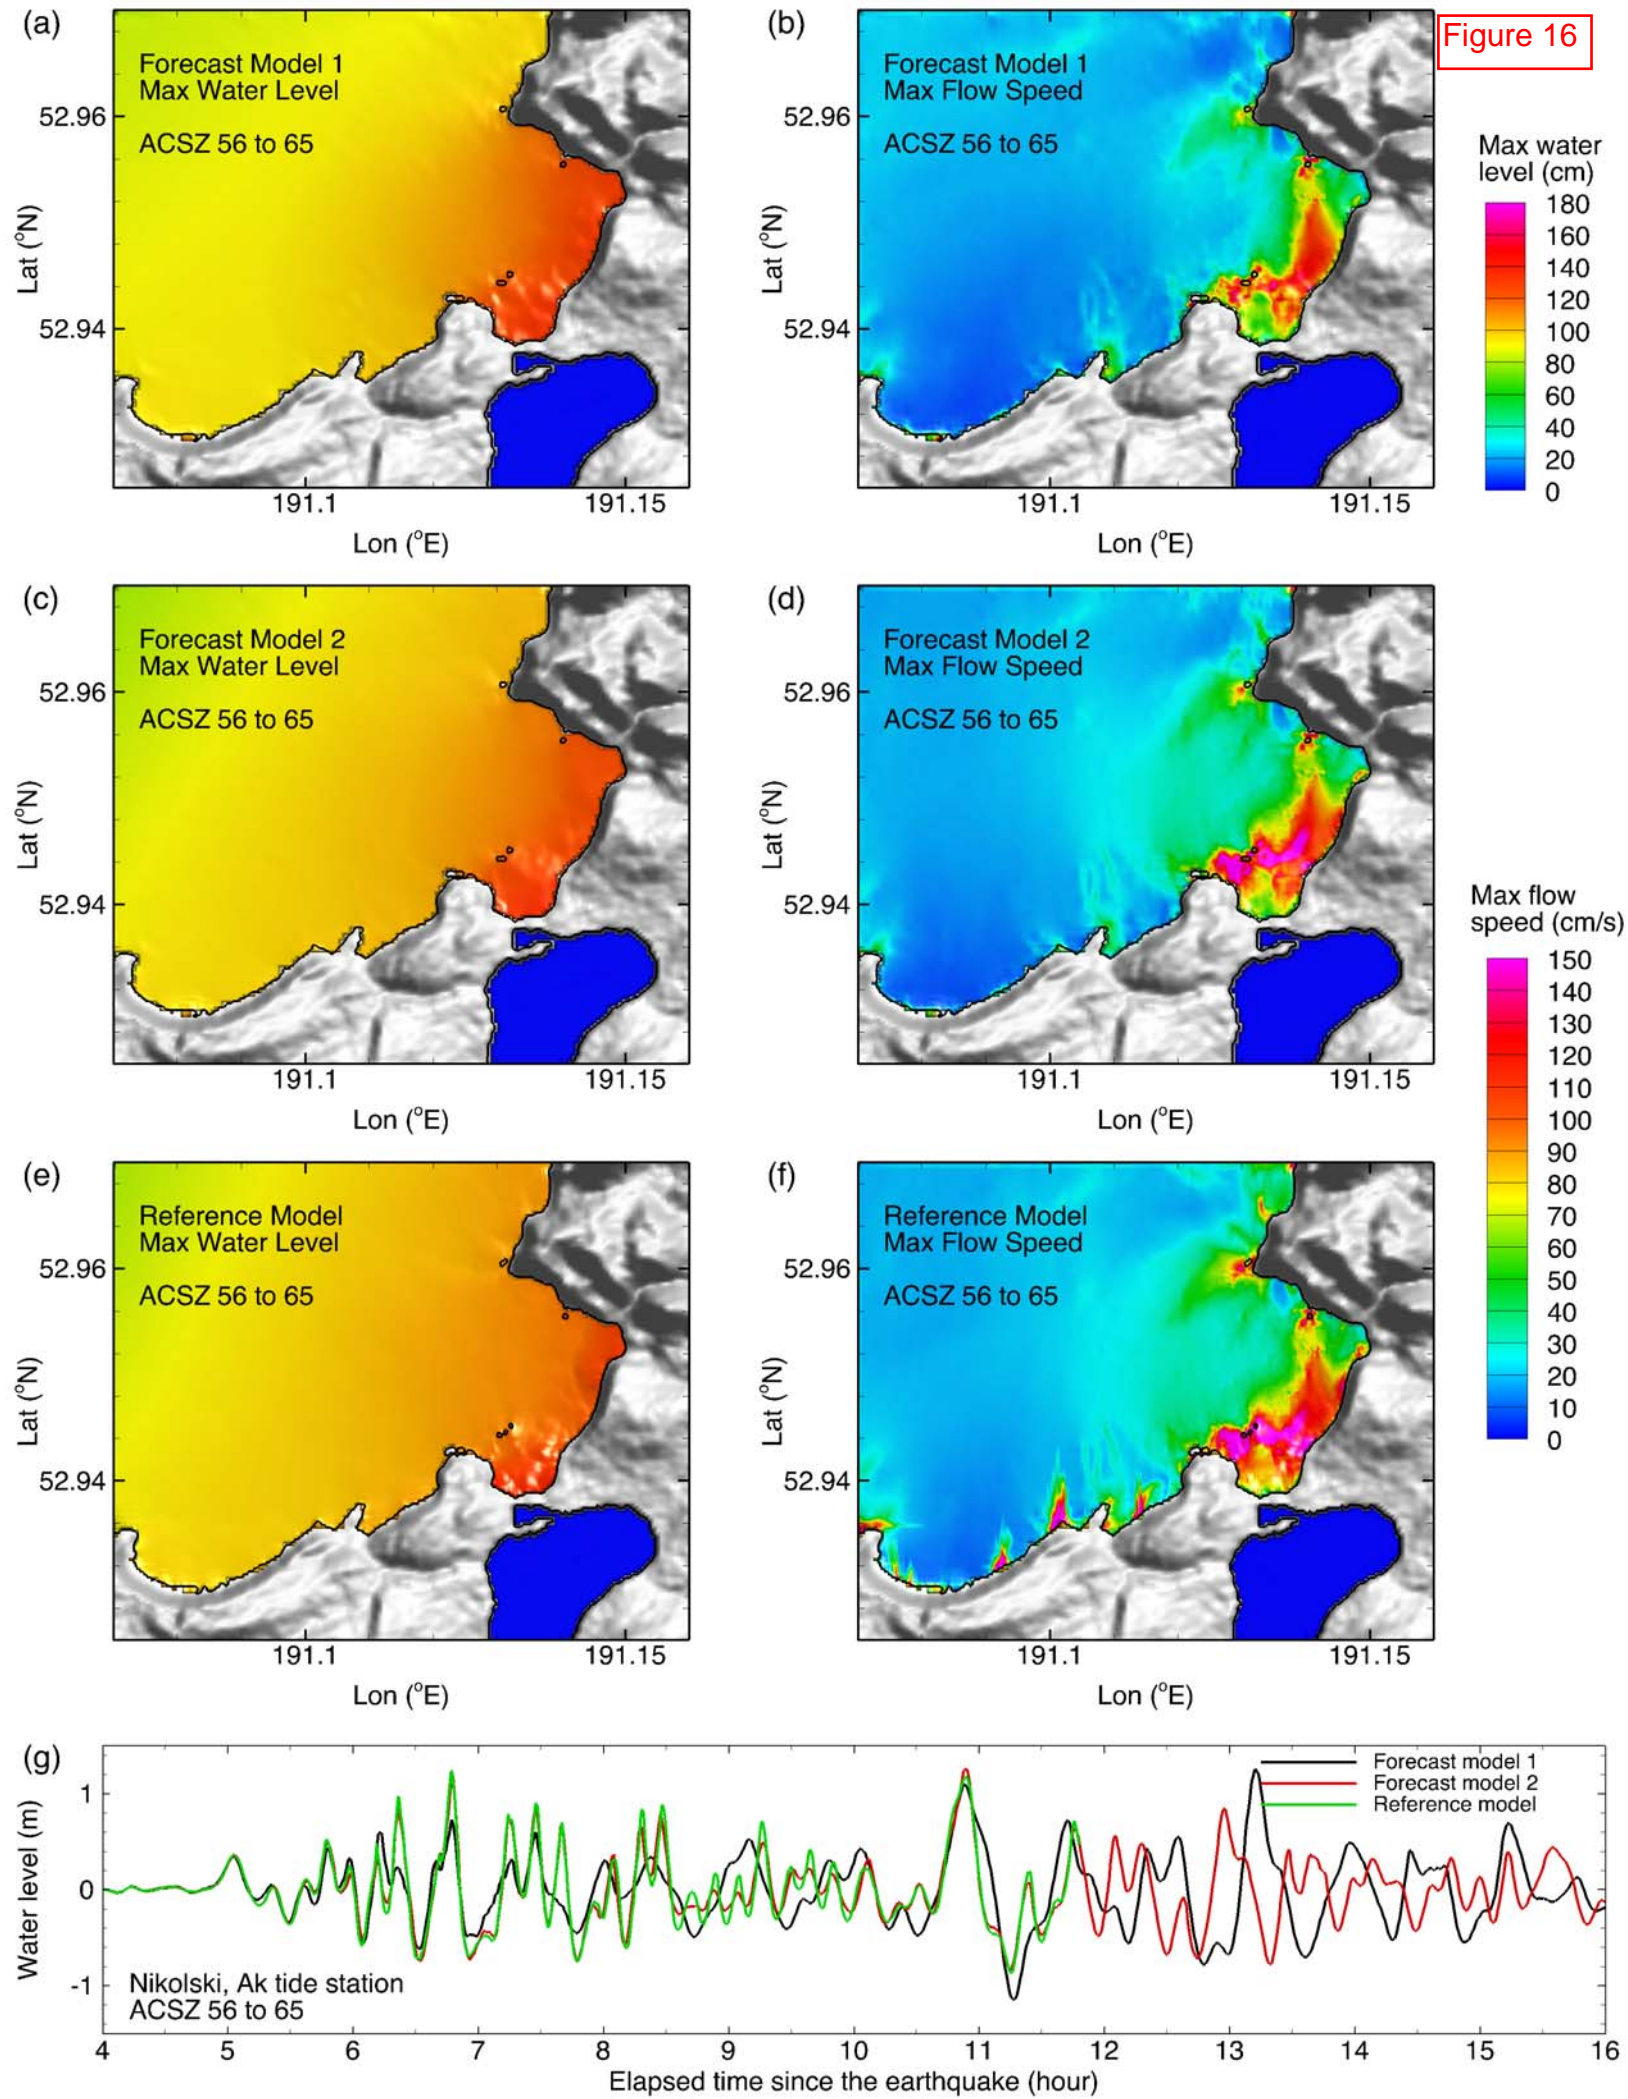 (a)
Forecast Model 1
Max Water Level
ACSZ 56 to 65
Lat (°N)
52.96
52.94
191.1
191.15
Lon (°E)
(b)
Forecast Model 1
Max Flow Speed
ACSZ 56 to 65
Lat (°N)
52.96
52.94
191.1
191.15
Lon (°E)
Figure 16
Max water
level (cm)
180
160
140
120
100
80
60
40
20
0
(c)
Forecast Model 2
Max Water Level
ACSZ 56 to 65
Lat (°N)
52.96
52.94
191.1
191.15
Lon (°E)
(d)
Forecast Model 2
Max Flow Speed
ACSZ 56 to 65
Lat (°N)
52.96
52.94
191.1
191.15
Lon (°E)
Max flow
speed (cm/s)
150
140
130
120
110
100
90
80
70
60
50
40
30
20
10
0
(e)
Reference Model
Max Water Level
ACSZ 56 to 65
Lat (°N)
52.96
52.94
191.1
191.15
Lon (°E)
(f)
Reference Model
Max Flow Speed
ACSZ 56 to 65
Lat (°N)
52.96
52.94
191.1
191.15
Lon (°E)
(g)
Forecast model 1
Forecast model 2
Reference model
Water level (m)
1
0
-1
Nikolski, Ak tide station
ACSZ 56 to 65
4 5 6 7 8 9 10 11 12 13 14 15 16
Elapsed time since the earthquake (hour)